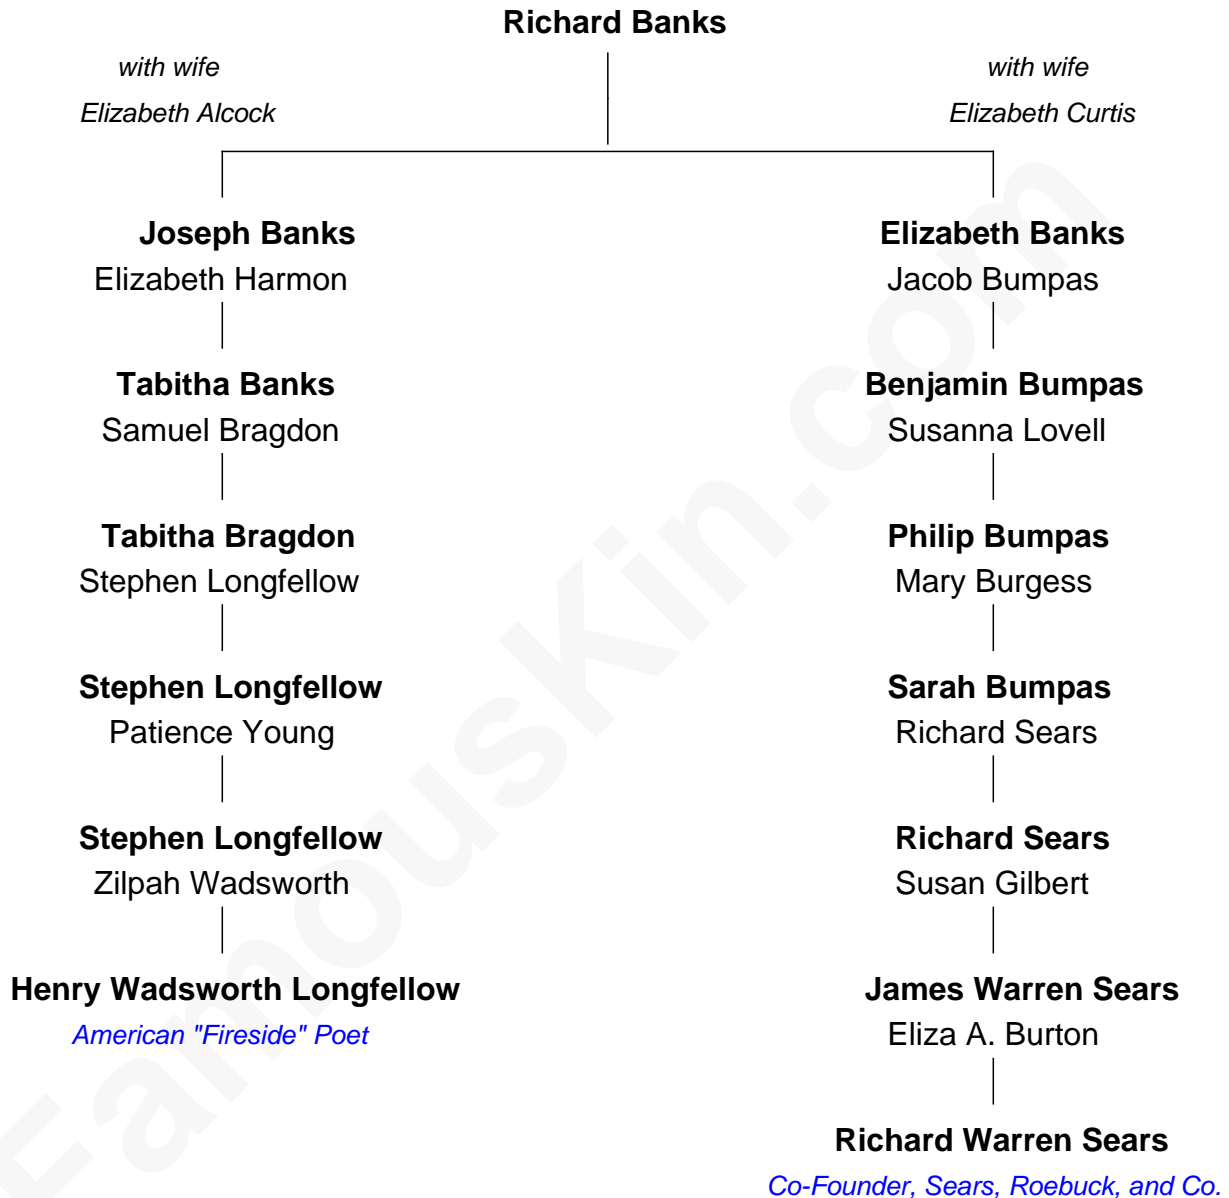 Richard Banks
with wife
Elizabeth Alcock
with wife
Elizabeth Curtis
Joseph Banks
Elizabeth Harmon
Elizabeth Banks
Jacob Bumpas
Tabitha Banks
Samuel Bragdon
Benjamin Bumpas
Susanna Lovell
Tabitha Bragdon
Stephen Longfellow
Philip Bumpas
Mary Burgess
Stephen Longfellow
Patience Young
Sarah Bumpas
Richard Sears
Stephen Longfellow
Zilpah Wadsworth
Richard Sears
Susan Gilbert
Henry Wadsworth Longfellow
American "Fireside" Poet
James Warren Sears
Eliza A. Burton
Richard Warren Sears
Co-Founder, Sears, Roebuck, and Co.
FamousKin.com